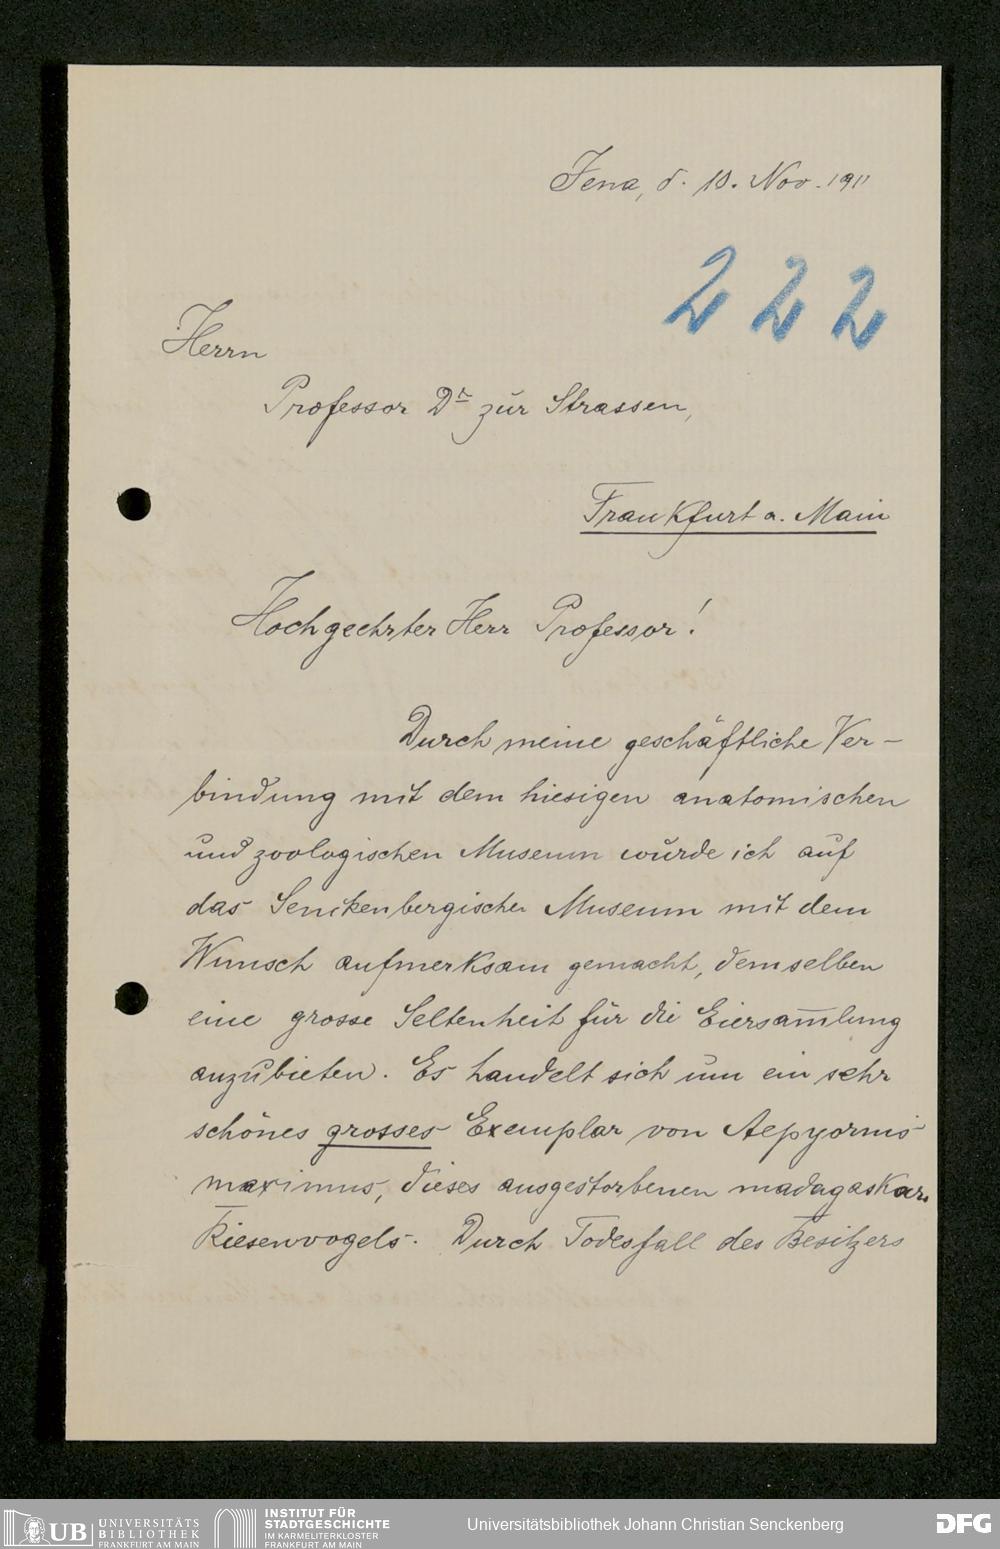 Jena, d. 10. Nov. 1911
222
Herrn
Professor Dr. zur Strassen,
Frankfurt a. Main
Hochgeehrter Herr Professor!
Durch meine geschäftliche Ver-
bindung mit dem hiesigen anatomischen
und zoologischen Museum wurde ich auf
das Senckenbergische Museum mit dem
Wunsch aufmerksam gemacht, demselben
eine grosse Seltenheit für die Eiersam̅lung
anzubieten. Es handelt sich um ein sehr
schönes grosses Exemplar von Aepyornis
maximus, dieses ausgestorbenen madagaskar.
Riesenvogels. Durch Todesfall des Besitzers
UB UNIVERSITÄTS
BIBLIOTHEK
FRANKFURT AM MAIN
INSTITUT FÜR
STADTGESCHICHTE
IM KARMELITERKLOSTER
FRANKFURT AM MAIN
Universitätsbibliothek Johann Christian Senckenberg
DFG